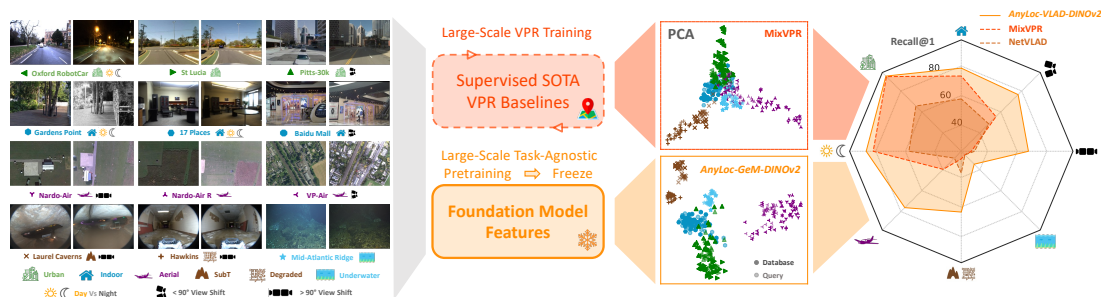 Oxford RobotCar
St Lucia
Pitts-30k
Gardens Point
17 Places
Baidu Mall
Nardo-Air
Nardo-Air R
VP-Air
Laurel Caverns
Hawkins
Mid-Atlantic Ridge
Urban
Indoor
Aerial
SubT
Degraded
Underwater
Day Vs Night
< 90° View Shift
> 90° View Shift
Large-Scale VPR Training
Supervised SOTA
VPR Baselines
Large-Scale Task-Agnostic
Pretraining ⇨ Freeze
Foundation Model
Features
PCA
MixVPR
AnyLoc-GeM-DINOv2
Database
Query
AnyLoc-VLAD-DINOv2
MixVPR
NetVLAD
Recall@1
80
60
40